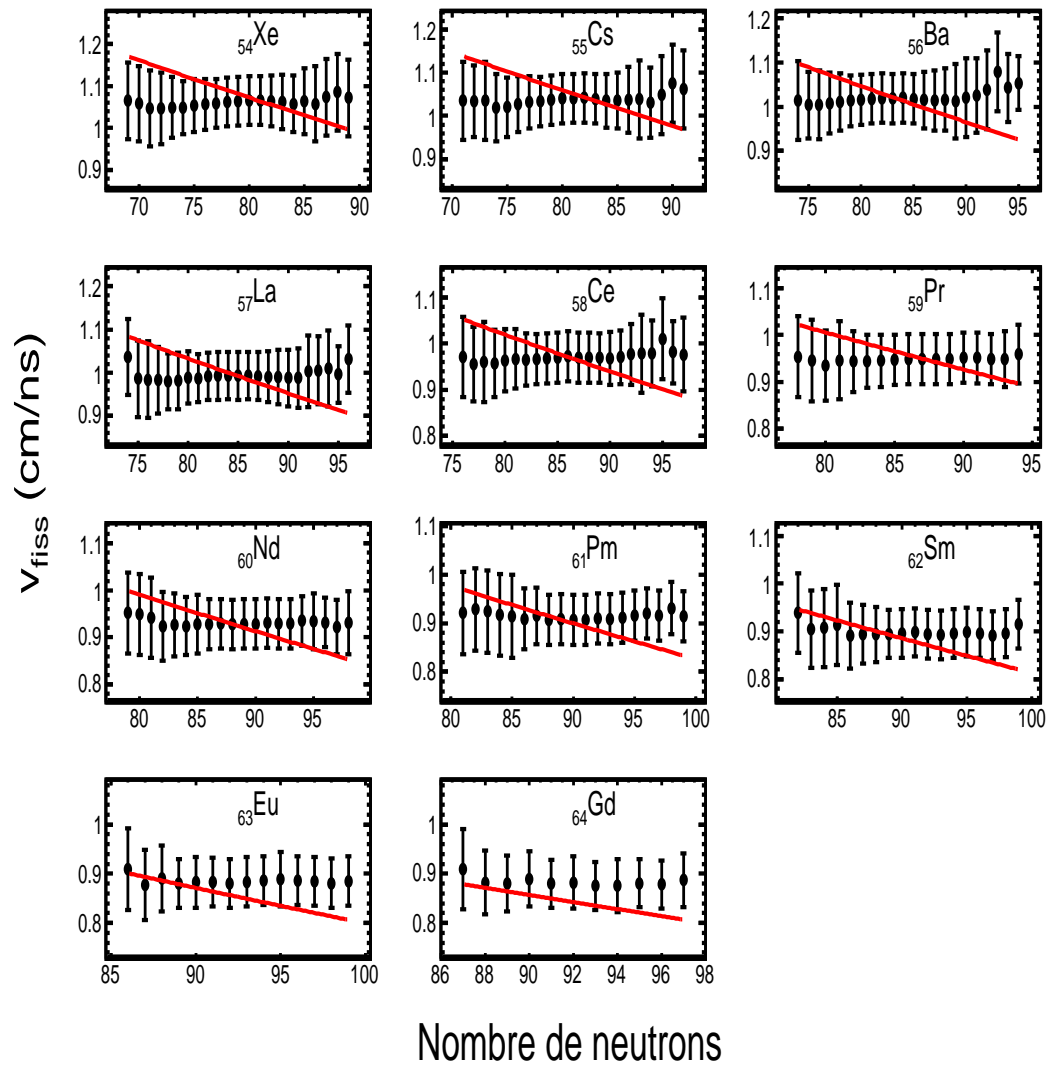 54Xe
1.2
1.1
1
0.9
70 75 80 85 90
55Cs
1.2
1.1
1
0.9
70 75 80 85 90
56Ba
1.2
1.1
1
0.9
75 80 85 90 95
57La
1.2
1.1
1
0.9
75 80 85 90 95
58Ce
1.1
1
0.9
0.8
75 80 85 90 95
59Pr
1.1
1
0.9
0.8
80 85 90 95
60Nd
1.1
1
0.9
0.8
80 85 90 95
61Pm
1.1
1
0.9
0.8
80 85 90 95 100
62Sm
1.1
1
0.9
0.8
85 90 95 100
63Eu
1
0.9
0.8
85 90 95 100
64Gd
1
0.9
0.8
86 88 90 92 94 96 98
vfiss (cm/ns)
Nombre de neutrons